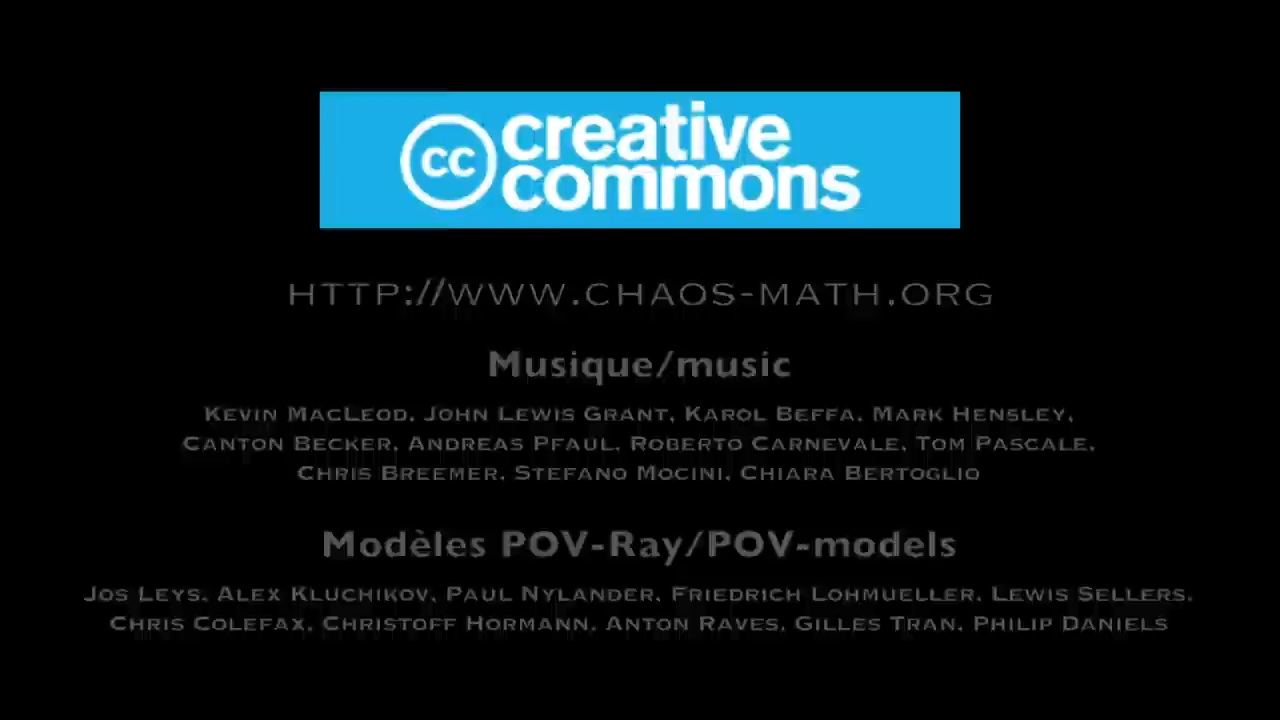 cc creative
commons
HTTP://WWW.CHAOS-MATH.ORG
Musique/music
KEVIN MACLEOD, JOHN LEWIS GRANT, KAROL BEFFA, MARK HENSLEY,
CANTON BECKER, ANDREAS PFAUL, ROBERTO CARNEVALE, TOM PASCALE,
CHRIS BREEMER, STEFANO MOCINI, CHIARA BERTOGLIO
Modèles POV-Ray/POV-models
JOS LEYS, ALEX KLUCHIKOV, PAUL NYLANDER, FRIEDRICH LOHMUELLER, LEWIS SELLERS,
CHRIS COLEFAX, CHRISTOFF HORMANN, ANTON RAVES, GILLES TRAN, PHILIP DANIELS